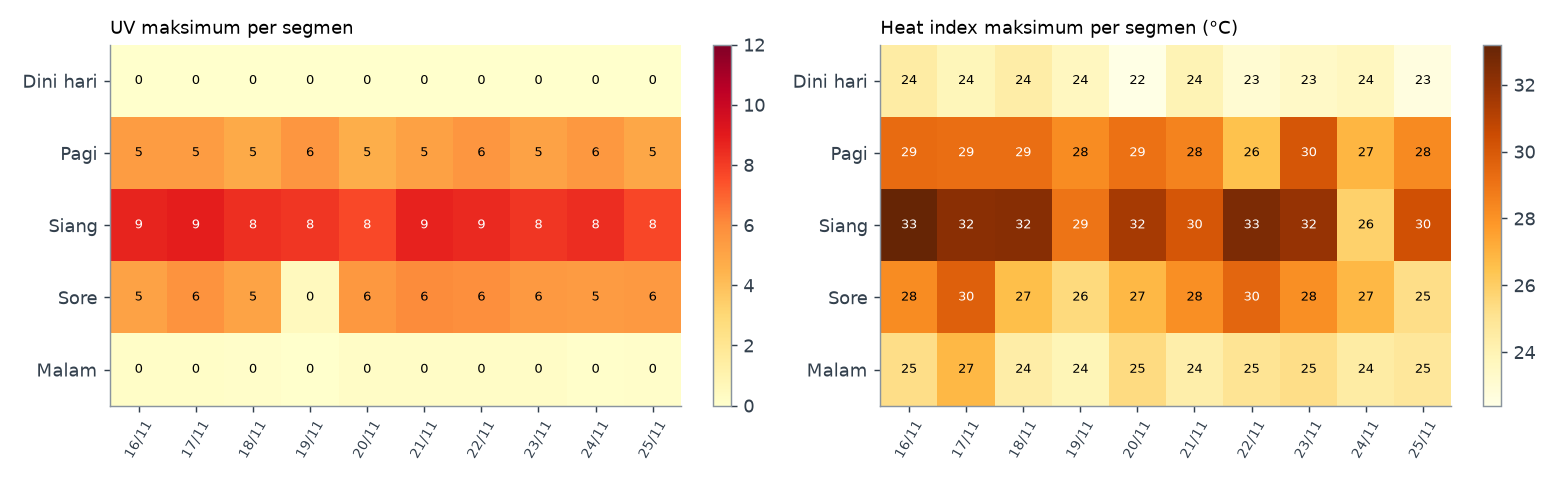 UV maksimum per segmen
Dini hari 0 0 0 0 0 0 0 0 0 0
Pagi 5 5 5 6 5 5 6 5 6 5
Siang 9 9 8 8 8 9 9 8 8 8
Sore 5 6 5 0 6 6 6 6 5 6
Malam 0 0 0 0 0 0 0 0 0 0
16/11 17/11 18/11 19/11 20/11 21/11 22/11 23/11 24/11 25/11
12
10
8
6
4
2
0
Heat index maksimum per segmen (°C)
Dini hari 24 24 24 24 22 24 23 23 24 23
Pagi 29 29 29 28 29 28 26 30 27 28
Siang 33 32 32 29 32 30 33 32 26 30
Sore 28 30 27 26 27 28 30 28 27 25
Malam 25 27 24 24 25 24 25 25 24 25
16/11 17/11 18/11 19/11 20/11 21/11 22/11 23/11 24/11 25/11
32
30
28
26
24